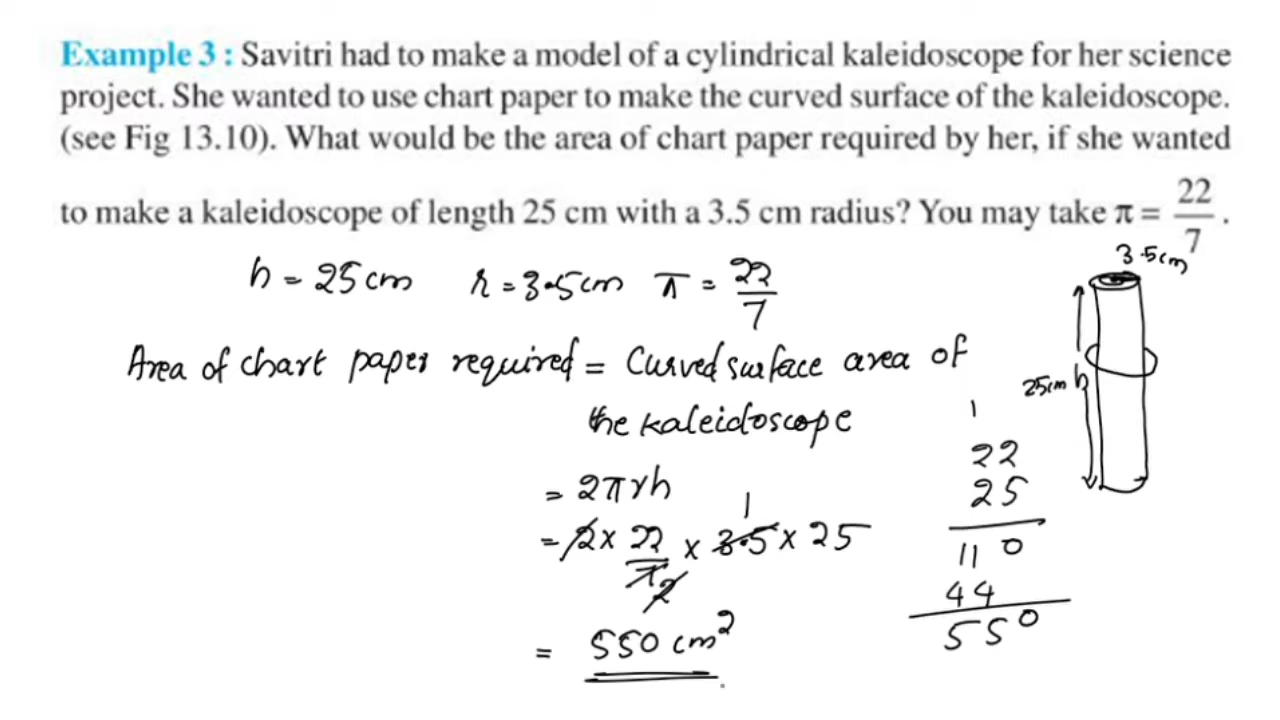 Example 3 : Savitri had to make a model of a cylindrical kaleidoscope for her science
project. She wanted to use chart paper to make the curved surface of the kaleidoscope.
(see Fig 13.10). What would be the area of chart paper required by her, if she wanted
to make a kaleidoscope of length 25 cm with a 3.5 cm radius? You may take π = 22/7.
3.5cm
h = 25cm r = 3.5cm π = 22/7
Area of chart paper required = Curved surface area of
25cm h
the kaleidoscope
= 2πrh
= 2 × 22/7 2 × 3.5 1 × 25
= 550 cm²
1
22
25
110
44
550